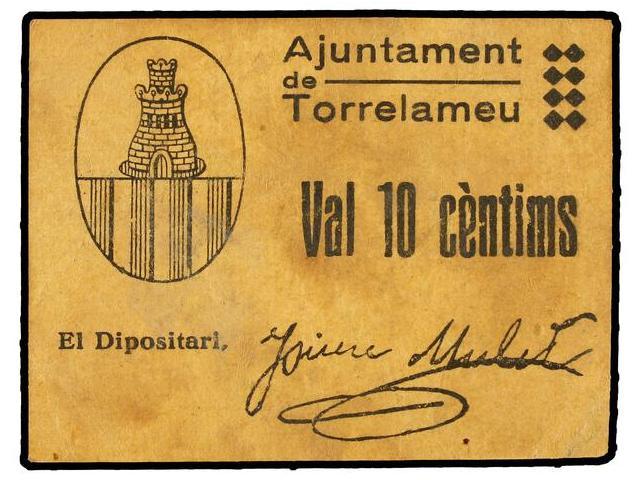 Ajuntament
de
Torrelameu
Val 10 cèntims
El Dipositari,